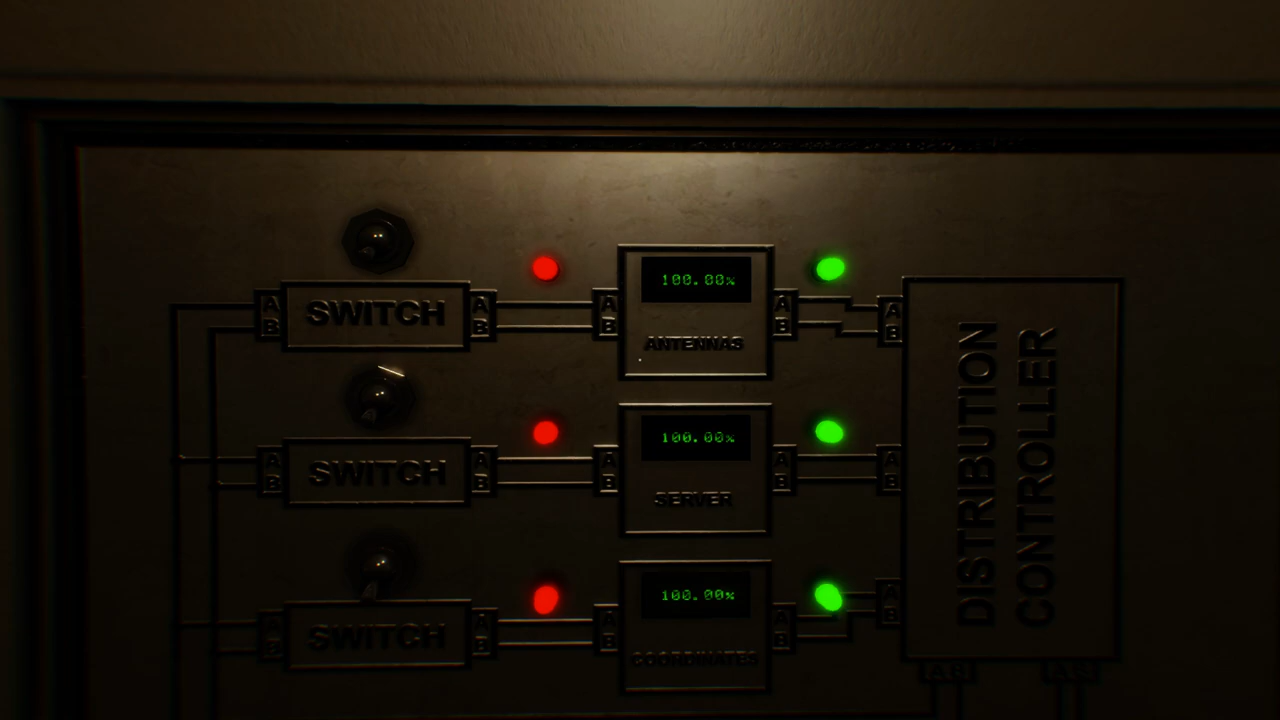 A
B
SWITCH
A
B
A
B
100.00%
ANTENNAS
A
B
A
B
A
B
SWITCH
A
B
A
B
100.00%
SERVER
A
B
A
B
A
B
SWITCH
A
B
A
B
100.00%
COORDINATES
A
B
A
B
DISTRIBUTION
CONTROLLER